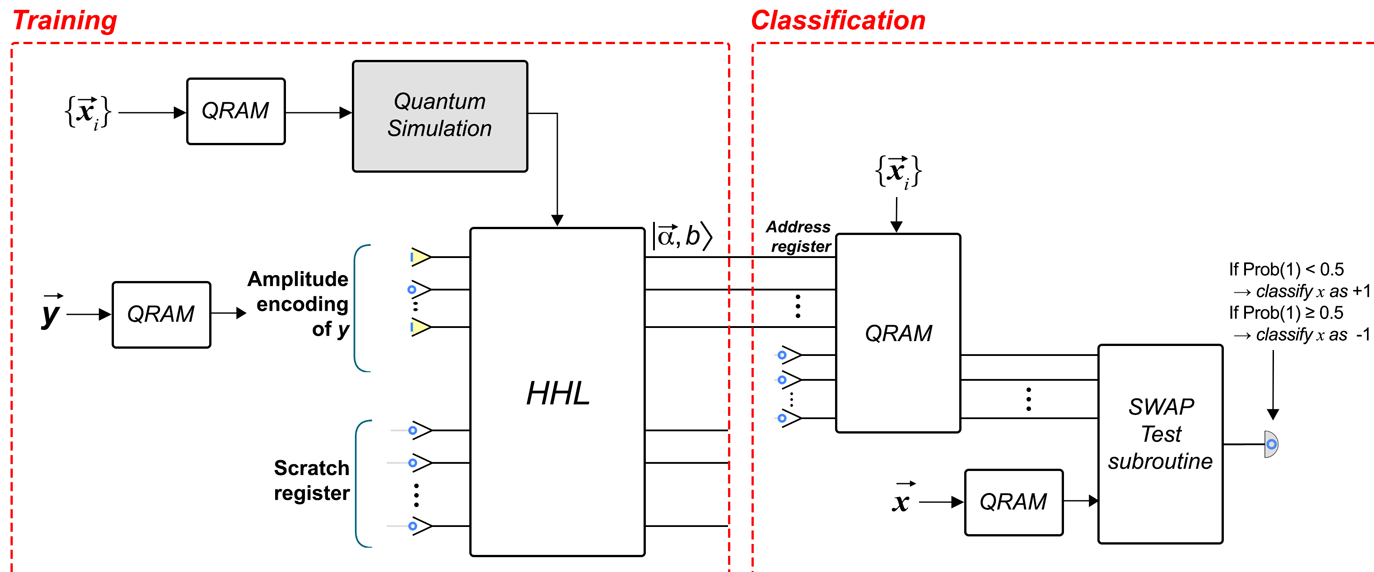 Training
Classification
{x⃗ᵢ}
QRAM
Quantum
Simulation
{x⃗ᵢ}
|α⃗, b⟩
Address
register
y⃗
QRAM
Amplitude
encoding
of y
HHL
QRAM
If Prob(1) < 0.5
→ classify x as +1
If Prob(1) ≥ 0.5
→ classify x as -1
SWAP
Test
subroutine
Scratch
register
x⃗
QRAM